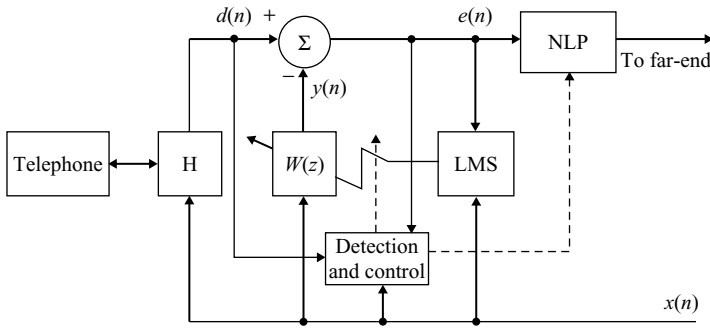 d(n) + e(n)
Σ NLP
− y(n) To far-end
Telephone H W(z) LMS
Detection
and control
x(n)